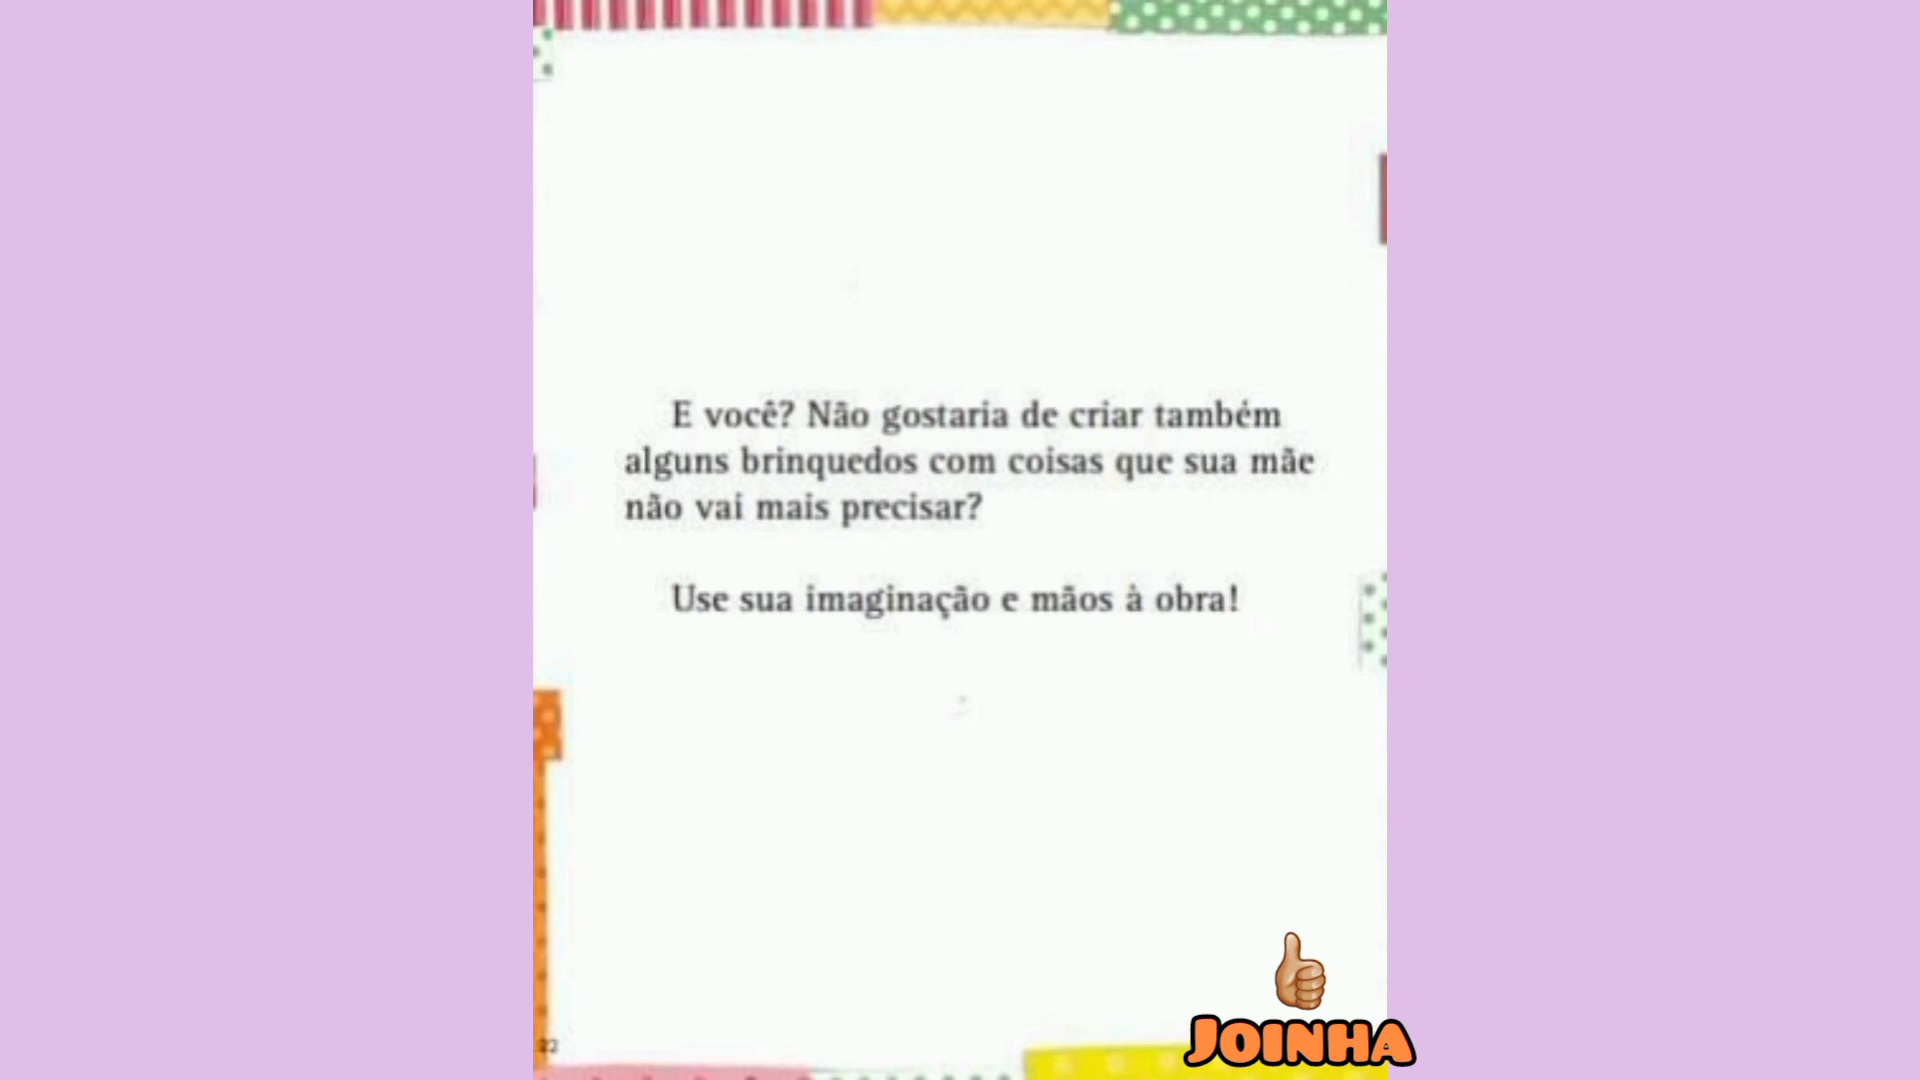 E você? Não gostaria de criar também
alguns brinquedos com coisas que sua mãe
não vai mais precisar?
Use sua imaginação e mãos à obra!
22
JOINHA